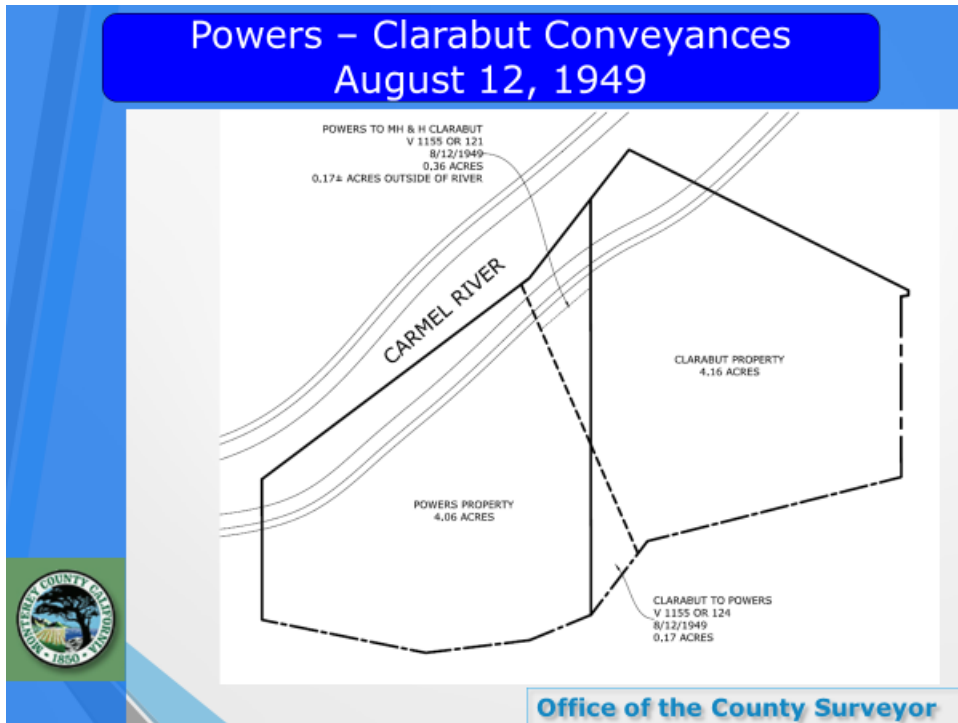 Powers – Clarabut Conveyances
August 12, 1949
POWERS TO MH & H CLARABUT
V 1155 OR 121
8/12/1949
0.36 ACRES
0.17± ACRES OUTSIDE OF RIVER
CARMEL RIVER
CLARABUT PROPERTY
4.16 ACRES
POWERS PROPERTY
4.06 ACRES
CLARABUT TO POWERS
V 1155 OR 124
8/12/1949
0.17 ACRES
MONTEREY COUNTY CALIFORNIA
• 1850 •
Office of the County Surveyor